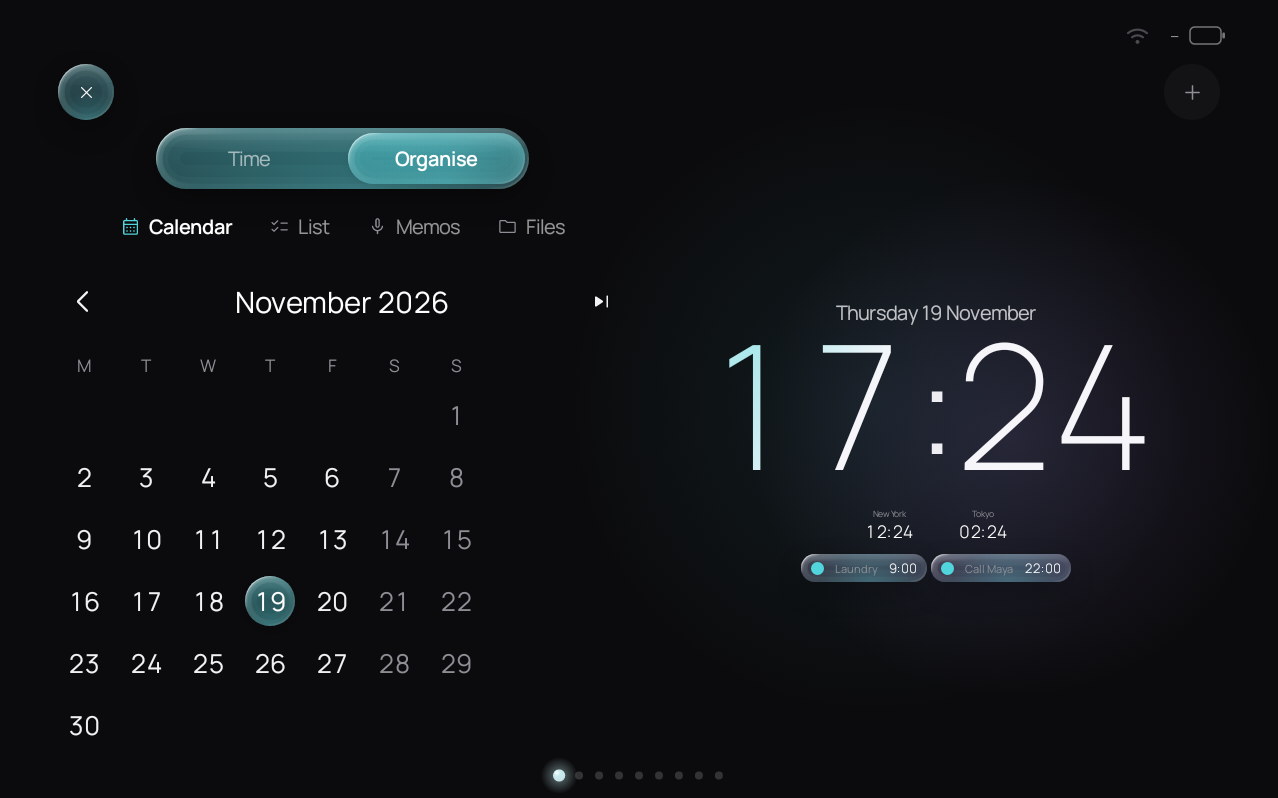 Time Organise
Calendar List Memos Files
November 2026
M T W T F S S
1
2 3 4 5 6 7 8
9 10 11 12 13 14 15
16 17 18 19 20 21 22
23 24 25 26 27 28 29
30
Thursday 19 November
17:24
New York Tokyo
12:24 02:24
Laundry 9:00 Call Maya 22:00